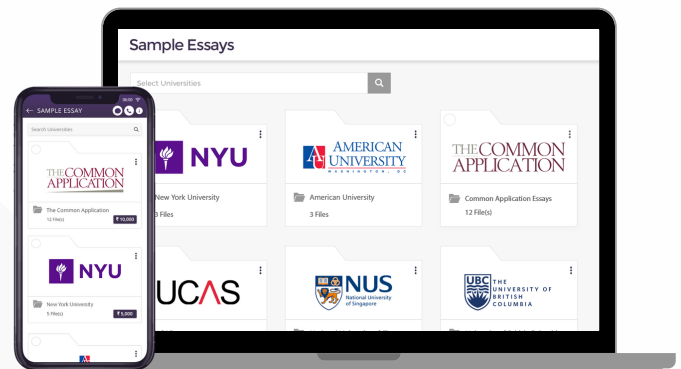 Sample Essays
Select Universities
NYU
New York University
3 Files
AMERICAN
UNIVERSITY
WASHINGTON, DC
American University
3 Files
THE COMMON
APPLICATION
Common Application Essays
12 File(s)
UCAS
NUS
National University
of Singapore
UBC
THE
UNIVERSITY OF
BRITISH
COLUMBIA
SAMPLE ESSAY
Search Universities
THE COMMON
APPLICATION
The Common Application
12 File(s)
₹ 10,000
NYU
New York University
5 File(s)
₹ 5,000